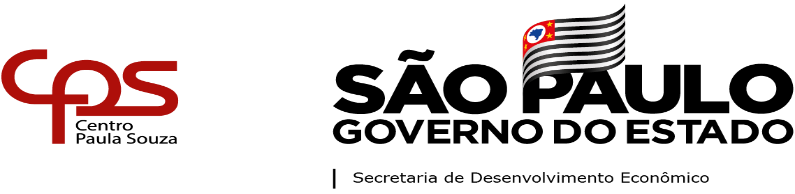 cps
Centro
Paula Souza
SÃO PAULO
GOVERNO DO ESTADO
Secretaria de Desenvolvimento Econômico